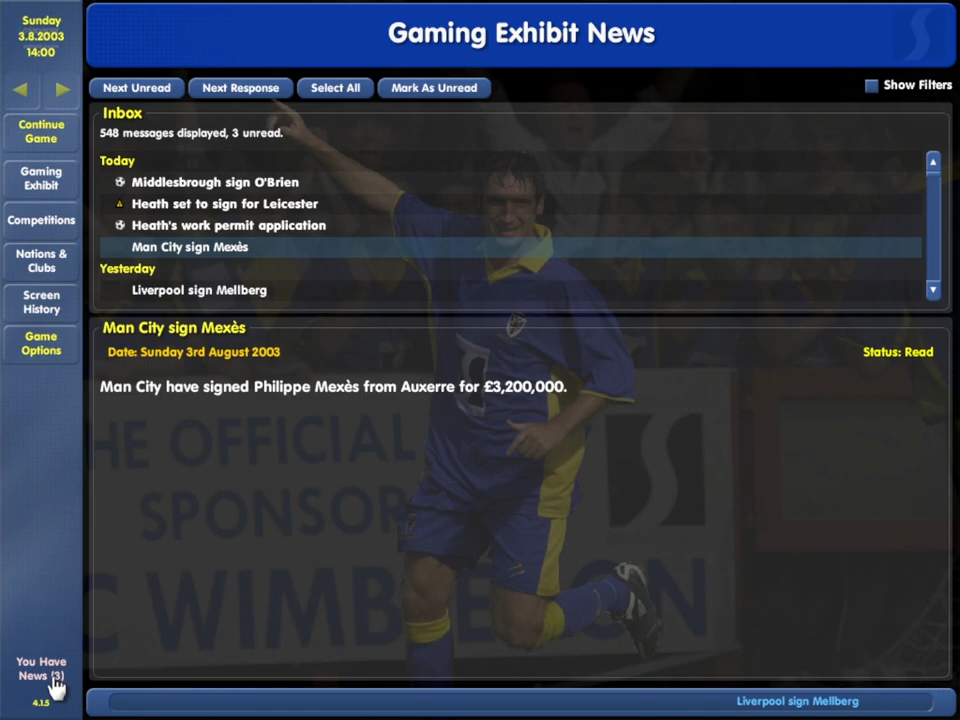 Sunday
3.8.2003
14:00
Gaming Exhibit News
Next Unread
Next Response
Select All
Mark As Unread
Show Filters
Continue
Game
Gaming
Exhibit
Competitions
Nations &
Clubs
Screen
History
Game
Options
Inbox
548 messages displayed, 3 unread.
Today
Middlesbrough sign O'Brien
Heath set to sign for Leicester
Heath's work permit application
Man City sign Mexès
Yesterday
Liverpool sign Mellberg
Man City sign Mexès
Date: Sunday 3rd August 2003
Status: Read
Man City have signed Philippe Mexès from Auxerre for £3,200,000.
HE OFFICIAL
SPONSOR
C WIMB ON
You Have
News (3)
4.1.5
Liverpool sign Mellberg